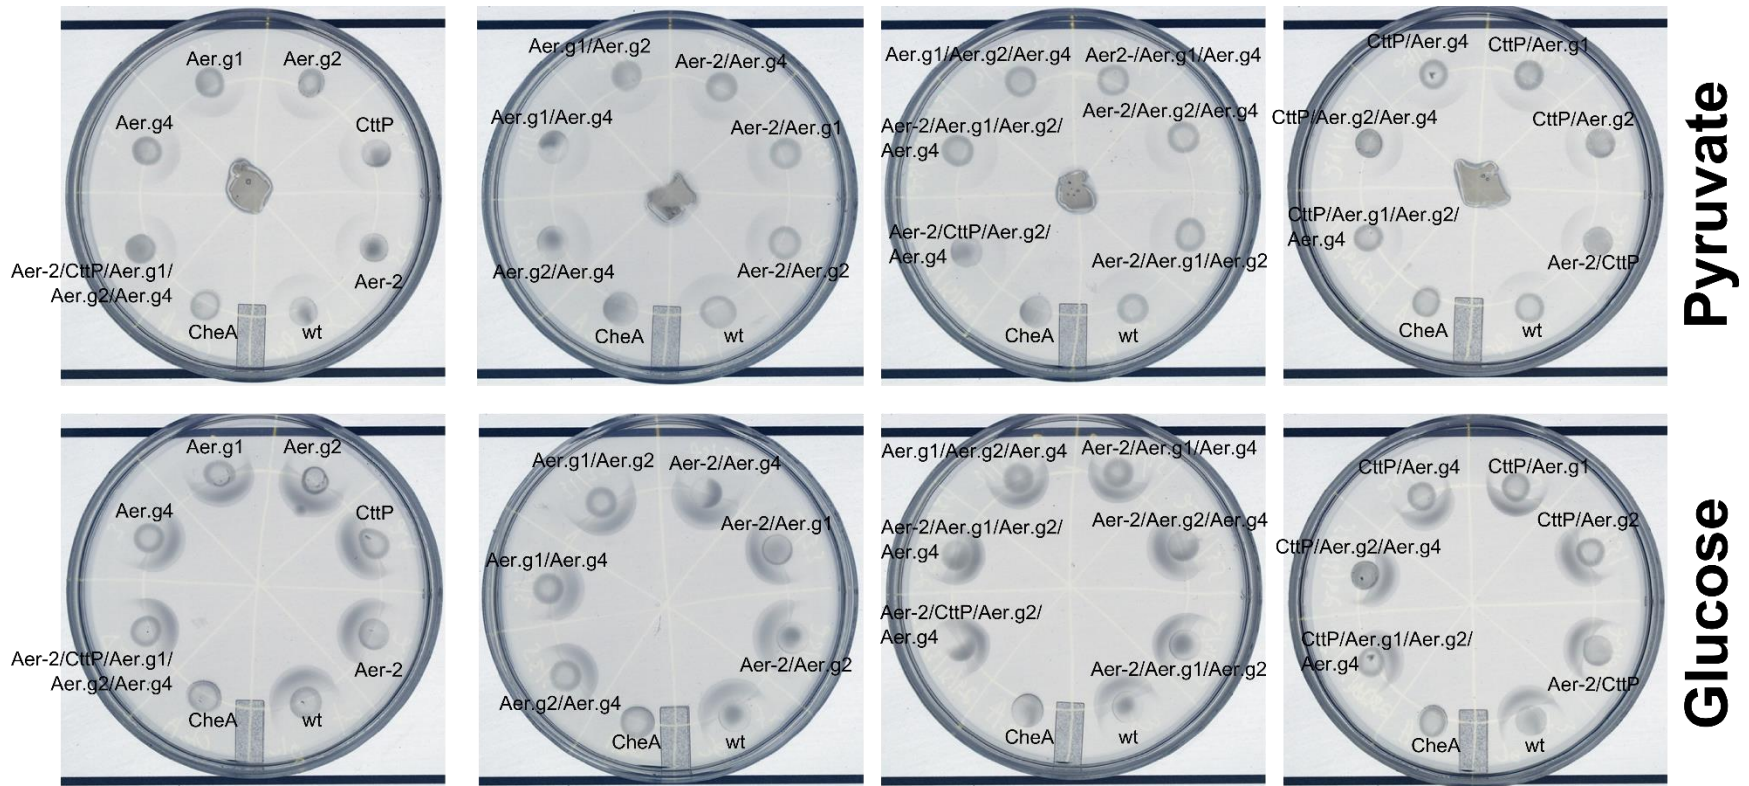 Aer.g1
Aer.g2
Aer.g4
CttP
Aer-2/CttP/Aer.g1/
Aer.g2/Aer.g4
Aer-2
CheA
wt
Aer.g1/Aer.g2
Aer-2/Aer.g4
Aer.g1/Aer.g4
Aer-2/Aer.g1
Aer.g2/Aer.g4
Aer-2/Aer.g2
CheA
wt
Aer.g1/Aer.g2/Aer.g4
Aer2-/Aer.g1/Aer.g4
Aer-2/Aer.g1/Aer.g2/
Aer.g4
Aer-2/Aer.g2/Aer.g4
Aer-2/CttP/Aer.g2/
Aer.g4
Aer-2/Aer.g1/Aer.g2
CheA
wt
CttP/Aer.g4
CttP/Aer.g1
CttP/Aer.g2/Aer.g4
CttP/Aer.g2
CttP/Aer.g1/Aer.g2/
Aer.g4
Aer-2/CttP
CheA
wt
Pyruvate
Aer.g1
Aer.g2
Aer.g4
CttP
Aer-2/CttP/Aer.g1/
Aer.g2/Aer.g4
Aer-2
CheA
wt
Aer.g1/Aer.g2
Aer-2/Aer.g4
Aer-2/Aer.g1
Aer.g1/Aer.g4
Aer-2/Aer.g2
Aer.g2/Aer.g4
CheA
wt
Aer.g1/Aer.g2/Aer.g4
Aer-2/Aer.g1/Aer.g4
Aer-2/Aer.g1/Aer.g2/
Aer.g4
Aer-2/Aer.g2/Aer.g4
Aer-2/CttP/Aer.g2/
Aer.g4
Aer-2/Aer.g1/Aer.g2
CheA
wt
CttP/Aer.g4
CttP/Aer.g1
CttP/Aer.g2
CttP/Aer.g2/Aer.g4
CttP/Aer.g1/Aer.g2/
Aer.g4
Aer-2/CttP
CheA
wt
Glucose